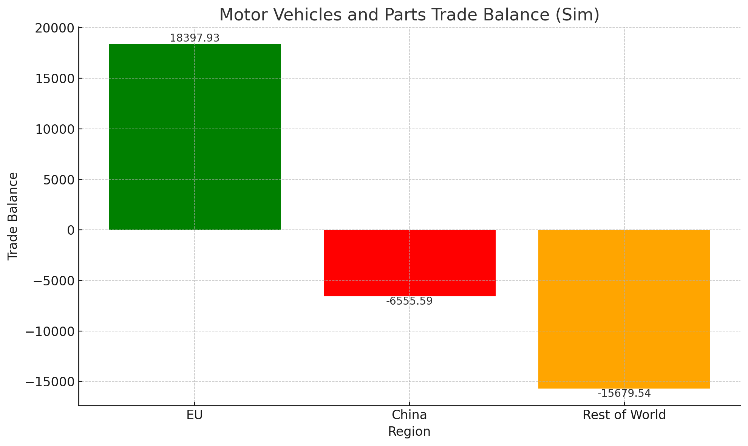 Motor Vehicles and Parts Trade Balance (Sim)
20000
18397.93
15000
10000
5000
0
−5000
-6555.59
−10000
−15000
-15679.54
Trade Balance
EU China Rest of World
Region